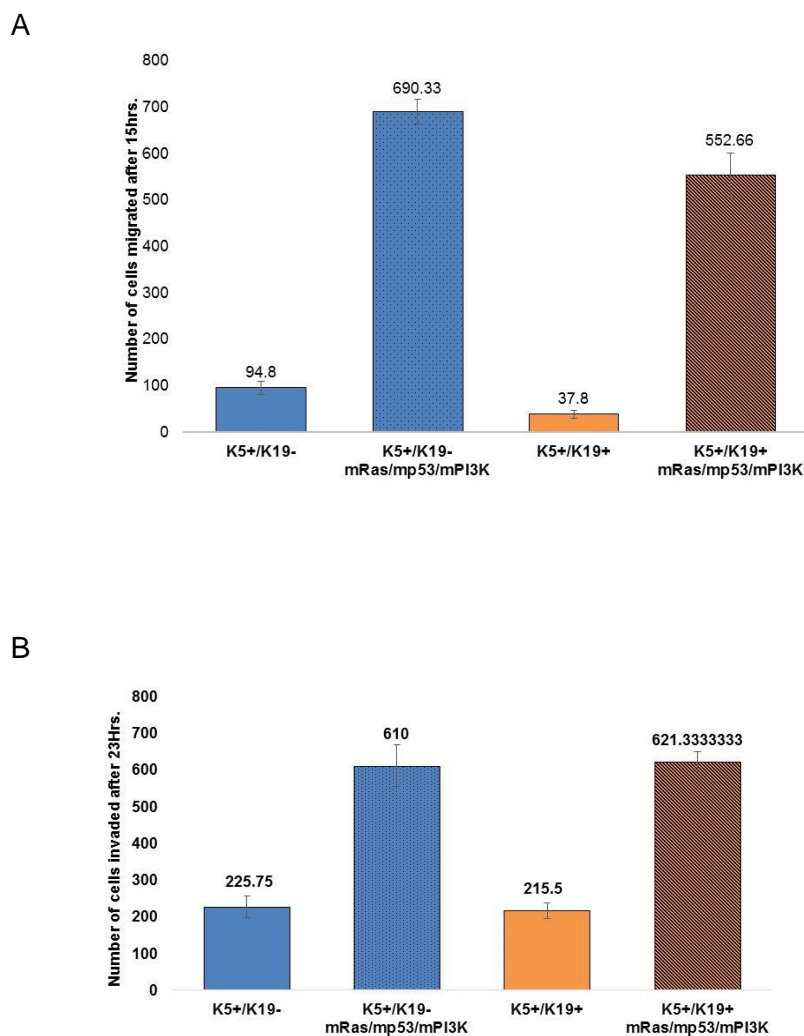 A
Number of cells migrated after 15hrs.
800
700
600
500
400
300
200
100
0
94.8
690.33
37.8
552.66
K5+/K19-
K5+/K19-
mRas/mp53/mPI3K
K5+/K19+
K5+/K19+
mRas/mp53/mPI3K
B
Number of cells invaded after 23Hrs.
800
700
600
500
400
300
200
100
0
225.75
610
215.5
621.3333333
K5+/K19-
K5+/K19-
mRas/mp53/mPI3K
K5+/K19+
K5+/K19+
mRas/mp53/mPI3K